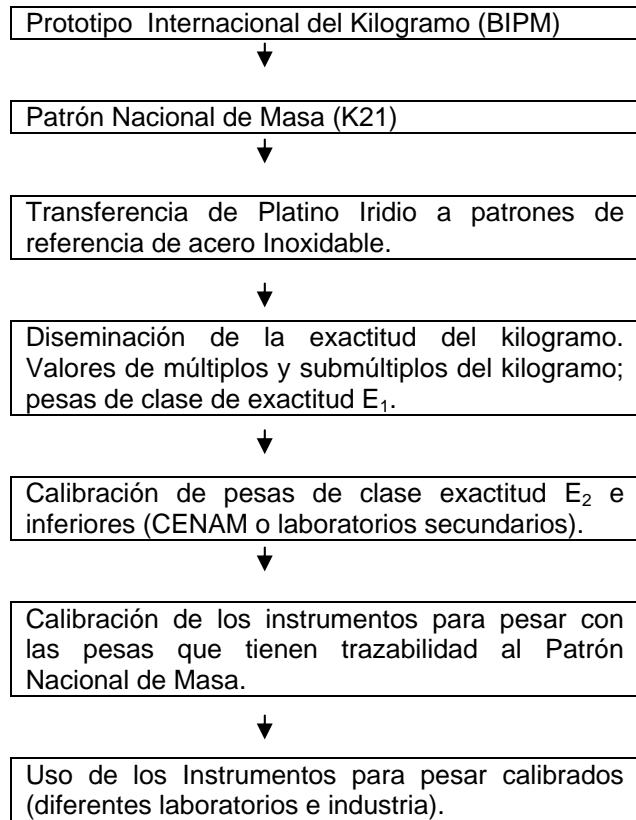 Prototipo Internacional del Kilogramo (BIPM)
Patrón Nacional de Masa (K21)
Transferencia de Platino Iridio a patrones de
referencia de acero Inoxidable.
Diseminación de la exactitud del kilogramo.
Valores de múltiplos y submúltiplos del kilogramo;
pesas de clase de exactitud E₁.
Calibración de pesas de clase exactitud E₂ e
inferiores (CENAM o laboratorios secundarios).
Calibración de los instrumentos para pesar con
las pesas que tienen trazabilidad al Patrón
Nacional de Masa.
Uso de los Instrumentos para pesar calibrados
(diferentes laboratorios e industria).